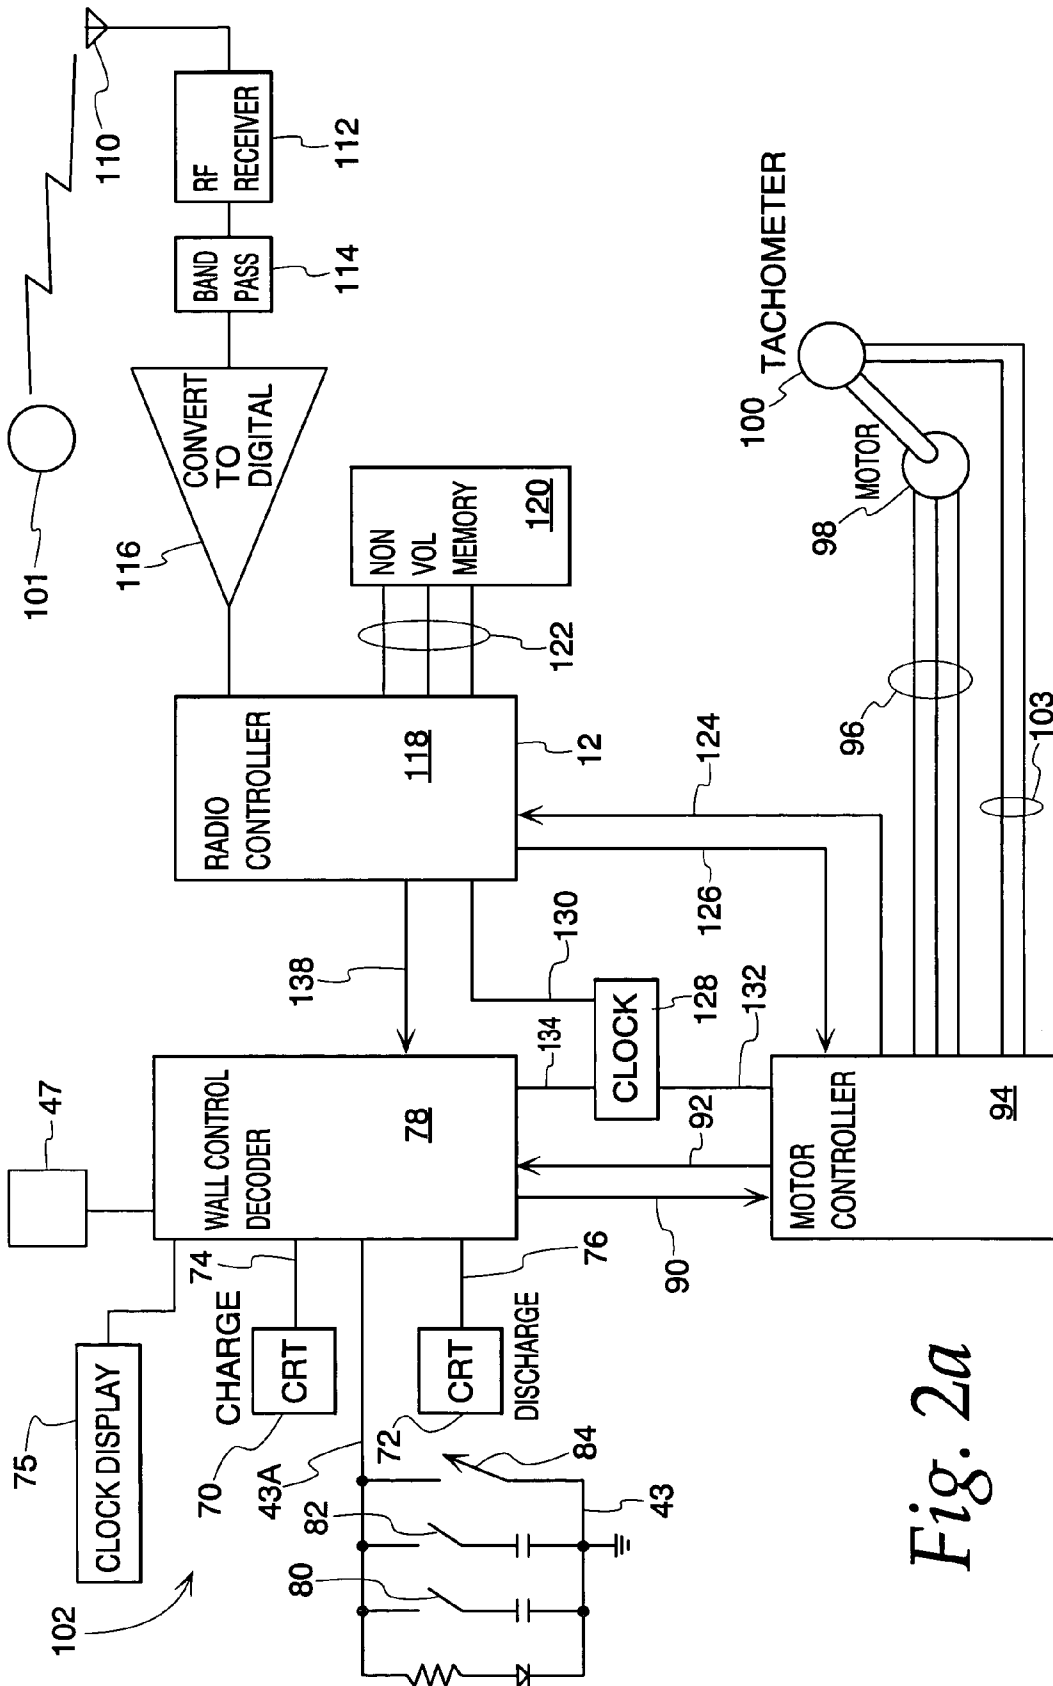 102
75
CLOCK DISPLAY
47
WALL CONTROL
DECODER
78
138
RADIO
CONTROLLER
118
12
116
CONVERT
TO
DIGITAL
BAND
PASS
114
RF
RECEIVER
112
110
101
NON
VOL
MEMORY
120
122
70
CHARGE
CRT
74
43A
72
CRT
DISCHARGE
76
80
82
84
43
134
130
CLOCK
128
132
92
90
126
124
MOTOR
CONTROLLER
94
96
103
98
MOTOR
100
TACHOMETER
Fig. 2a